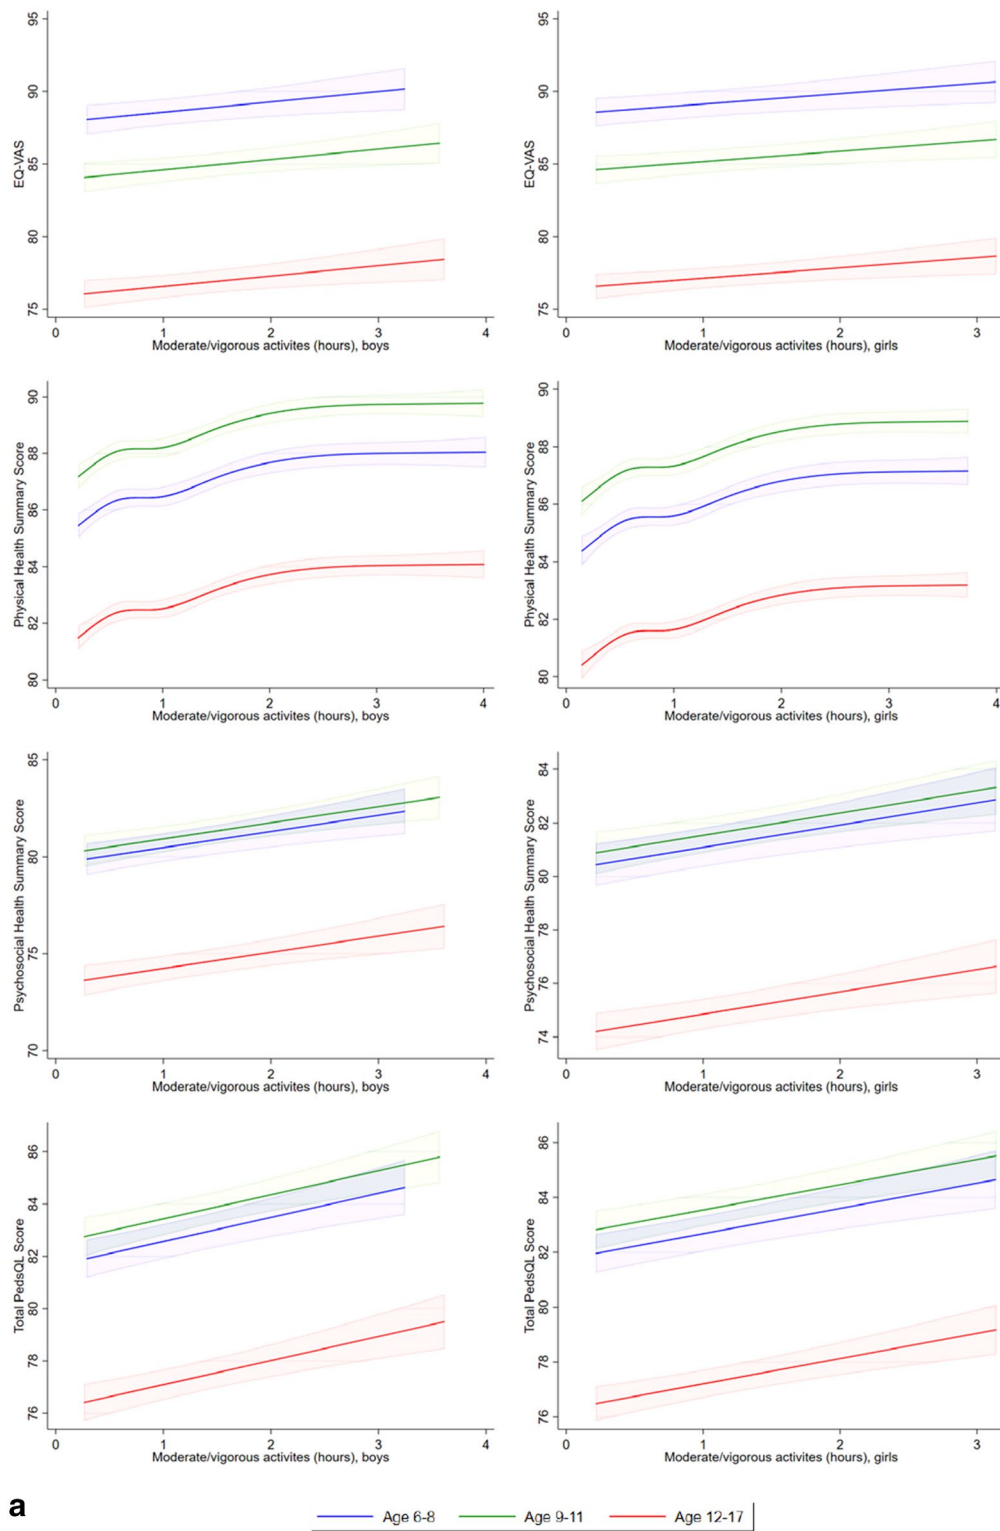 95
90
85
80
75
EQ-VAS
0 1 2 3 4
Moderate/vigorous activites (hours), boys
95
90
85
80
75
EQ-VAS
0 1 2 3
Moderate/vigorous activites (hours), girls
90
88
86
84
82
80
Physical Health Summary Score
0 1 2 3 4
Moderate/vigorous activites (hours), boys
90
88
86
84
82
80
Physical Health Summary Score
0 1 2 3 4
Moderate/vigorous activites (hours), girls
85
80
75
70
Psychosocial Health Summary Score
0 1 2 3 4
Moderate/vigorous activites (hours), boys
84
82
80
78
76
74
Psychosocial Health Summary Score
0 1 2 3
Moderate/vigorous activites (hours), girls
86
84
82
80
78
76
Total PedsQL Score
0 1 2 3 4
Moderate/vigorous activites (hours), boys
86
84
82
80
78
76
Total PedsQL Score
0 1 2 3
Moderate/vigorous activites (hours), girls
a
Age 6-8 Age 9-11 Age 12-17